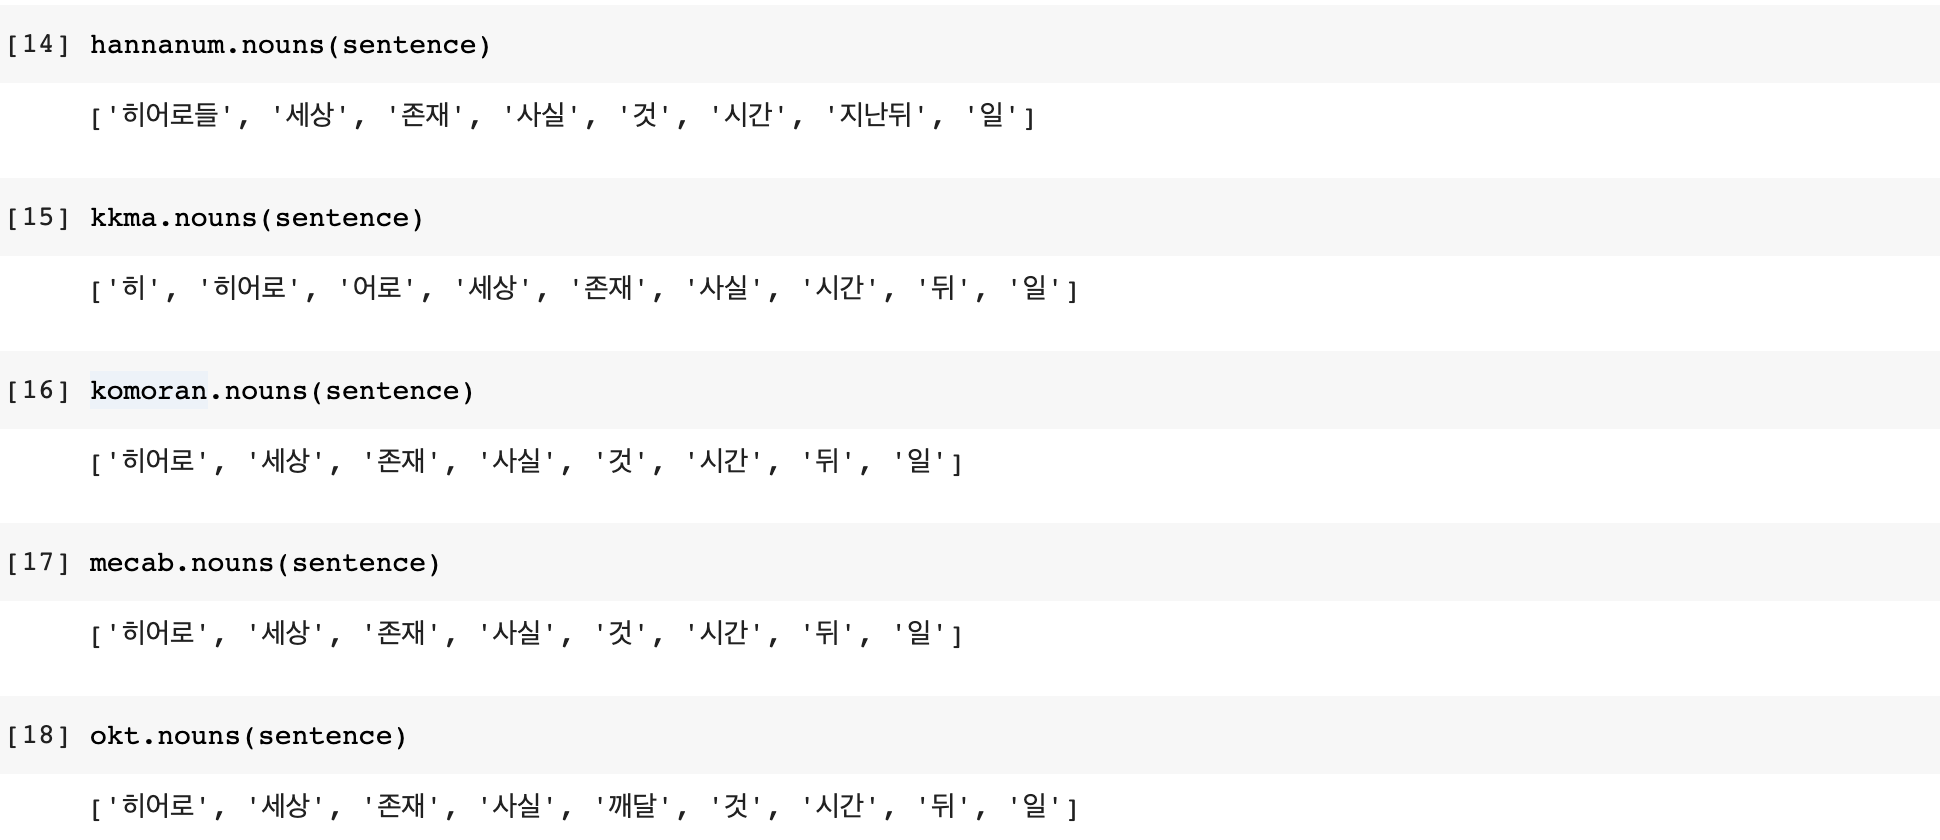 [14] hannanum.nouns(sentence)
['히어로들', '세상', '존재', '사실', '것', '시간', '지난뒤', '일']
[15] kkma.nouns(sentence)
['히', '히어로', '어로', '세상', '존재', '사실', '시간', '뒤', '일']
[16] komoran.nouns(sentence)
['히어로', '세상', '존재', '사실', '것', '시간', '뒤', '일']
[17] mecab.nouns(sentence)
['히어로', '세상', '존재', '사실', '것', '시간', '뒤', '일']
[18] okt.nouns(sentence)
['히어로', '세상', '존재', '사실', '깨달', '것', '시간', '뒤', '일']